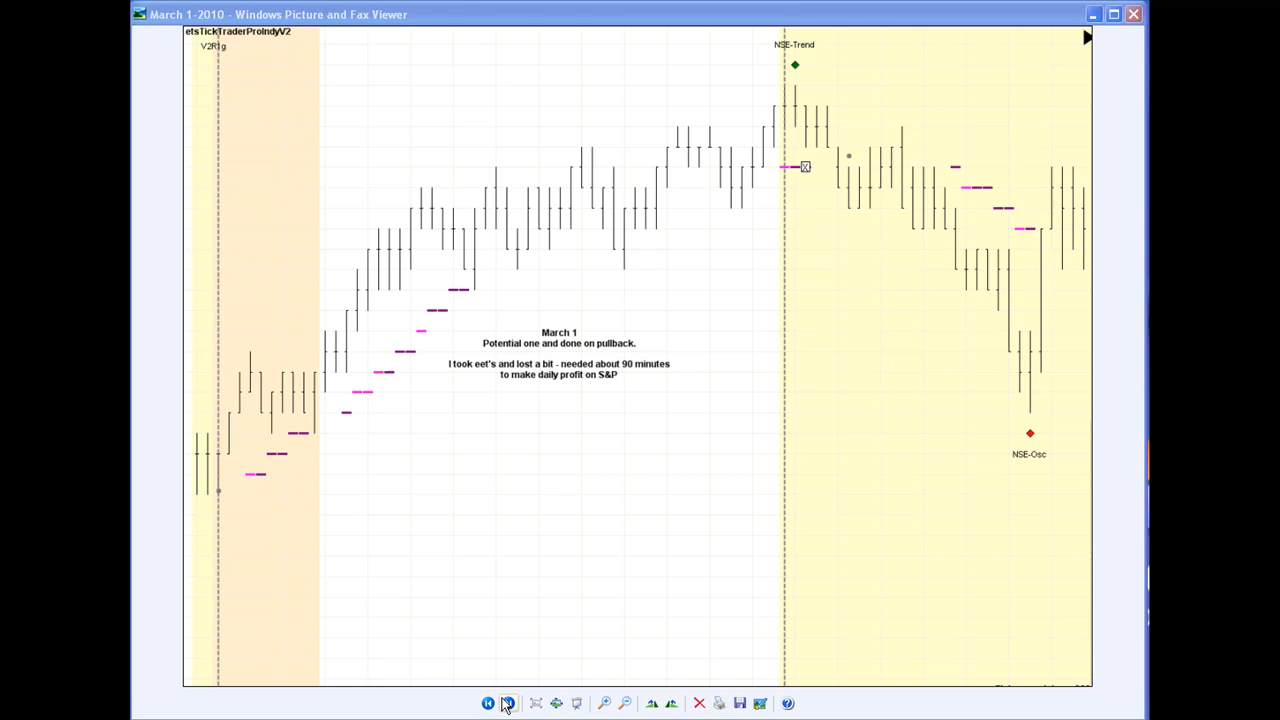 March 1-2010 - Windows Picture and Fax Viewer
etsTickTraderProIndyV2
V2R1g
NSE-Trend
March 1
Potential one and done on pullback.
I took eet's and lost a bit - needed about 90 minutes
to make daily profit on S&P
NSE-Osc